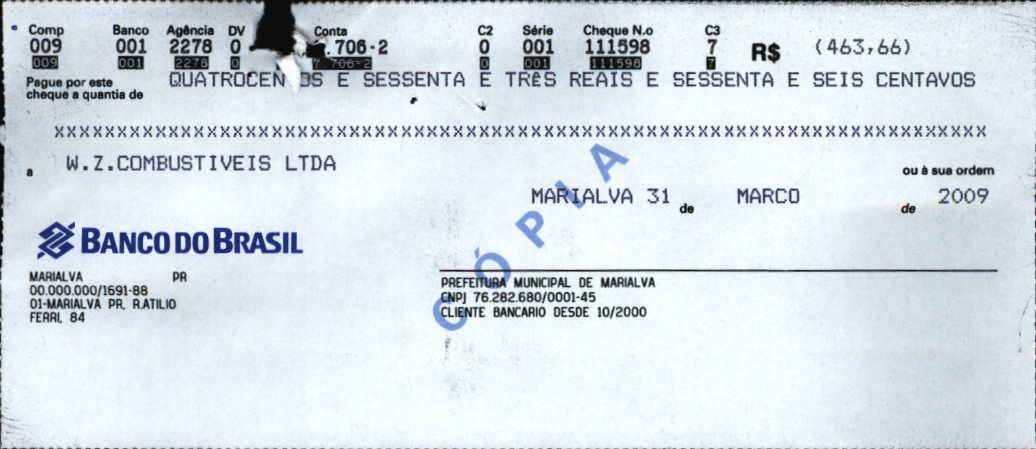 Comp Banco Agência DV Conta C2 Série Cheque N.o C3
009 001 2278 0 .706-2 0 001 111598 7 R$ (463,66)
009 001 2278 0 7.706-2 0 001 111598 7
Pague por este cheque a quantia de QUATROCENTOS E SESSENTA E TRÊS REAIS E SESSENTA E SEIS CENTAVOS
XXXXXXXXXXXXXXXXXXXXXXXXXXXXXXXXXXXXXXXXXXXXXXXXXXXXXXXXXXXXXXXXXXXXXXXXXXXXXXX
a W.Z.COMBUSTIVEIS LTDA ou à sua ordem
MARIALVA 31 de MARCO de 2009
BANCO DO BRASIL
MARIALVA PR
00.000.000/1691-88
01-MARIALVA PR, R.ATILIO
FERRI, 84
PREFEITURA MUNICIPAL DE MARIALVA
CNPJ 76.282.680/0001-45
CLIENTE BANCARIO DESDE 10/2000
CÓPIA